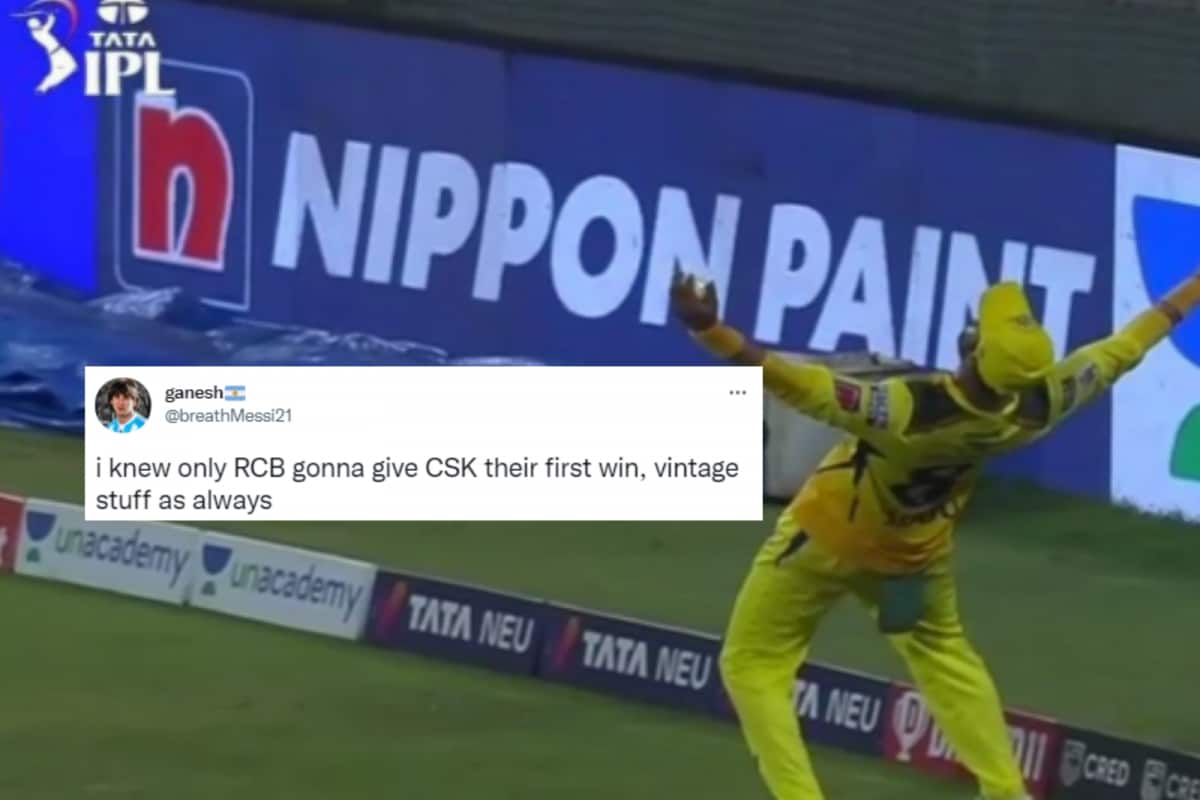 TATA
IPL
n NIPPON PAINT
ganesh
@breathMessi21
i knew only RCB gonna give CSK their first win, vintage
stuff as always
unacademy unacademy TATA NEU TATA NEU TA NEU CRED CRE